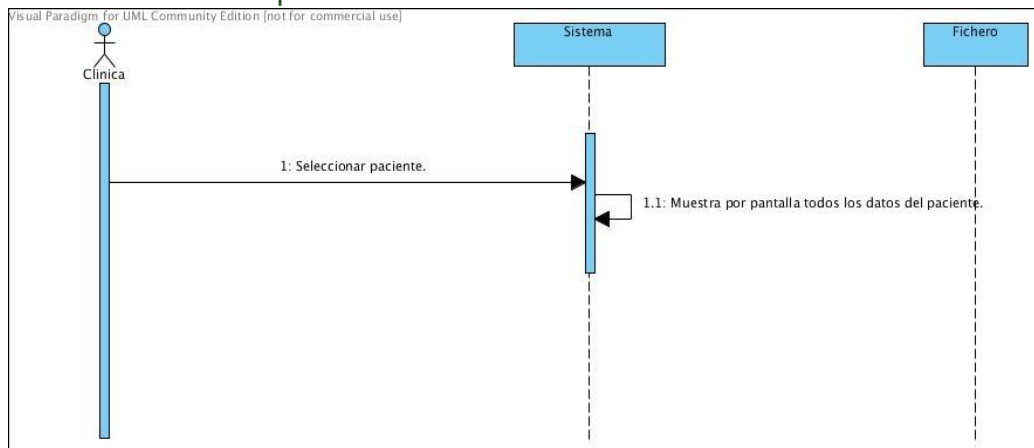 Visual Paradigm for UML Community Edition [not for commercial use]
Sistema
Fichero
Clinica
1: Seleccionar paciente.
1.1: Muestra por pantalla todos los datos del paciente.